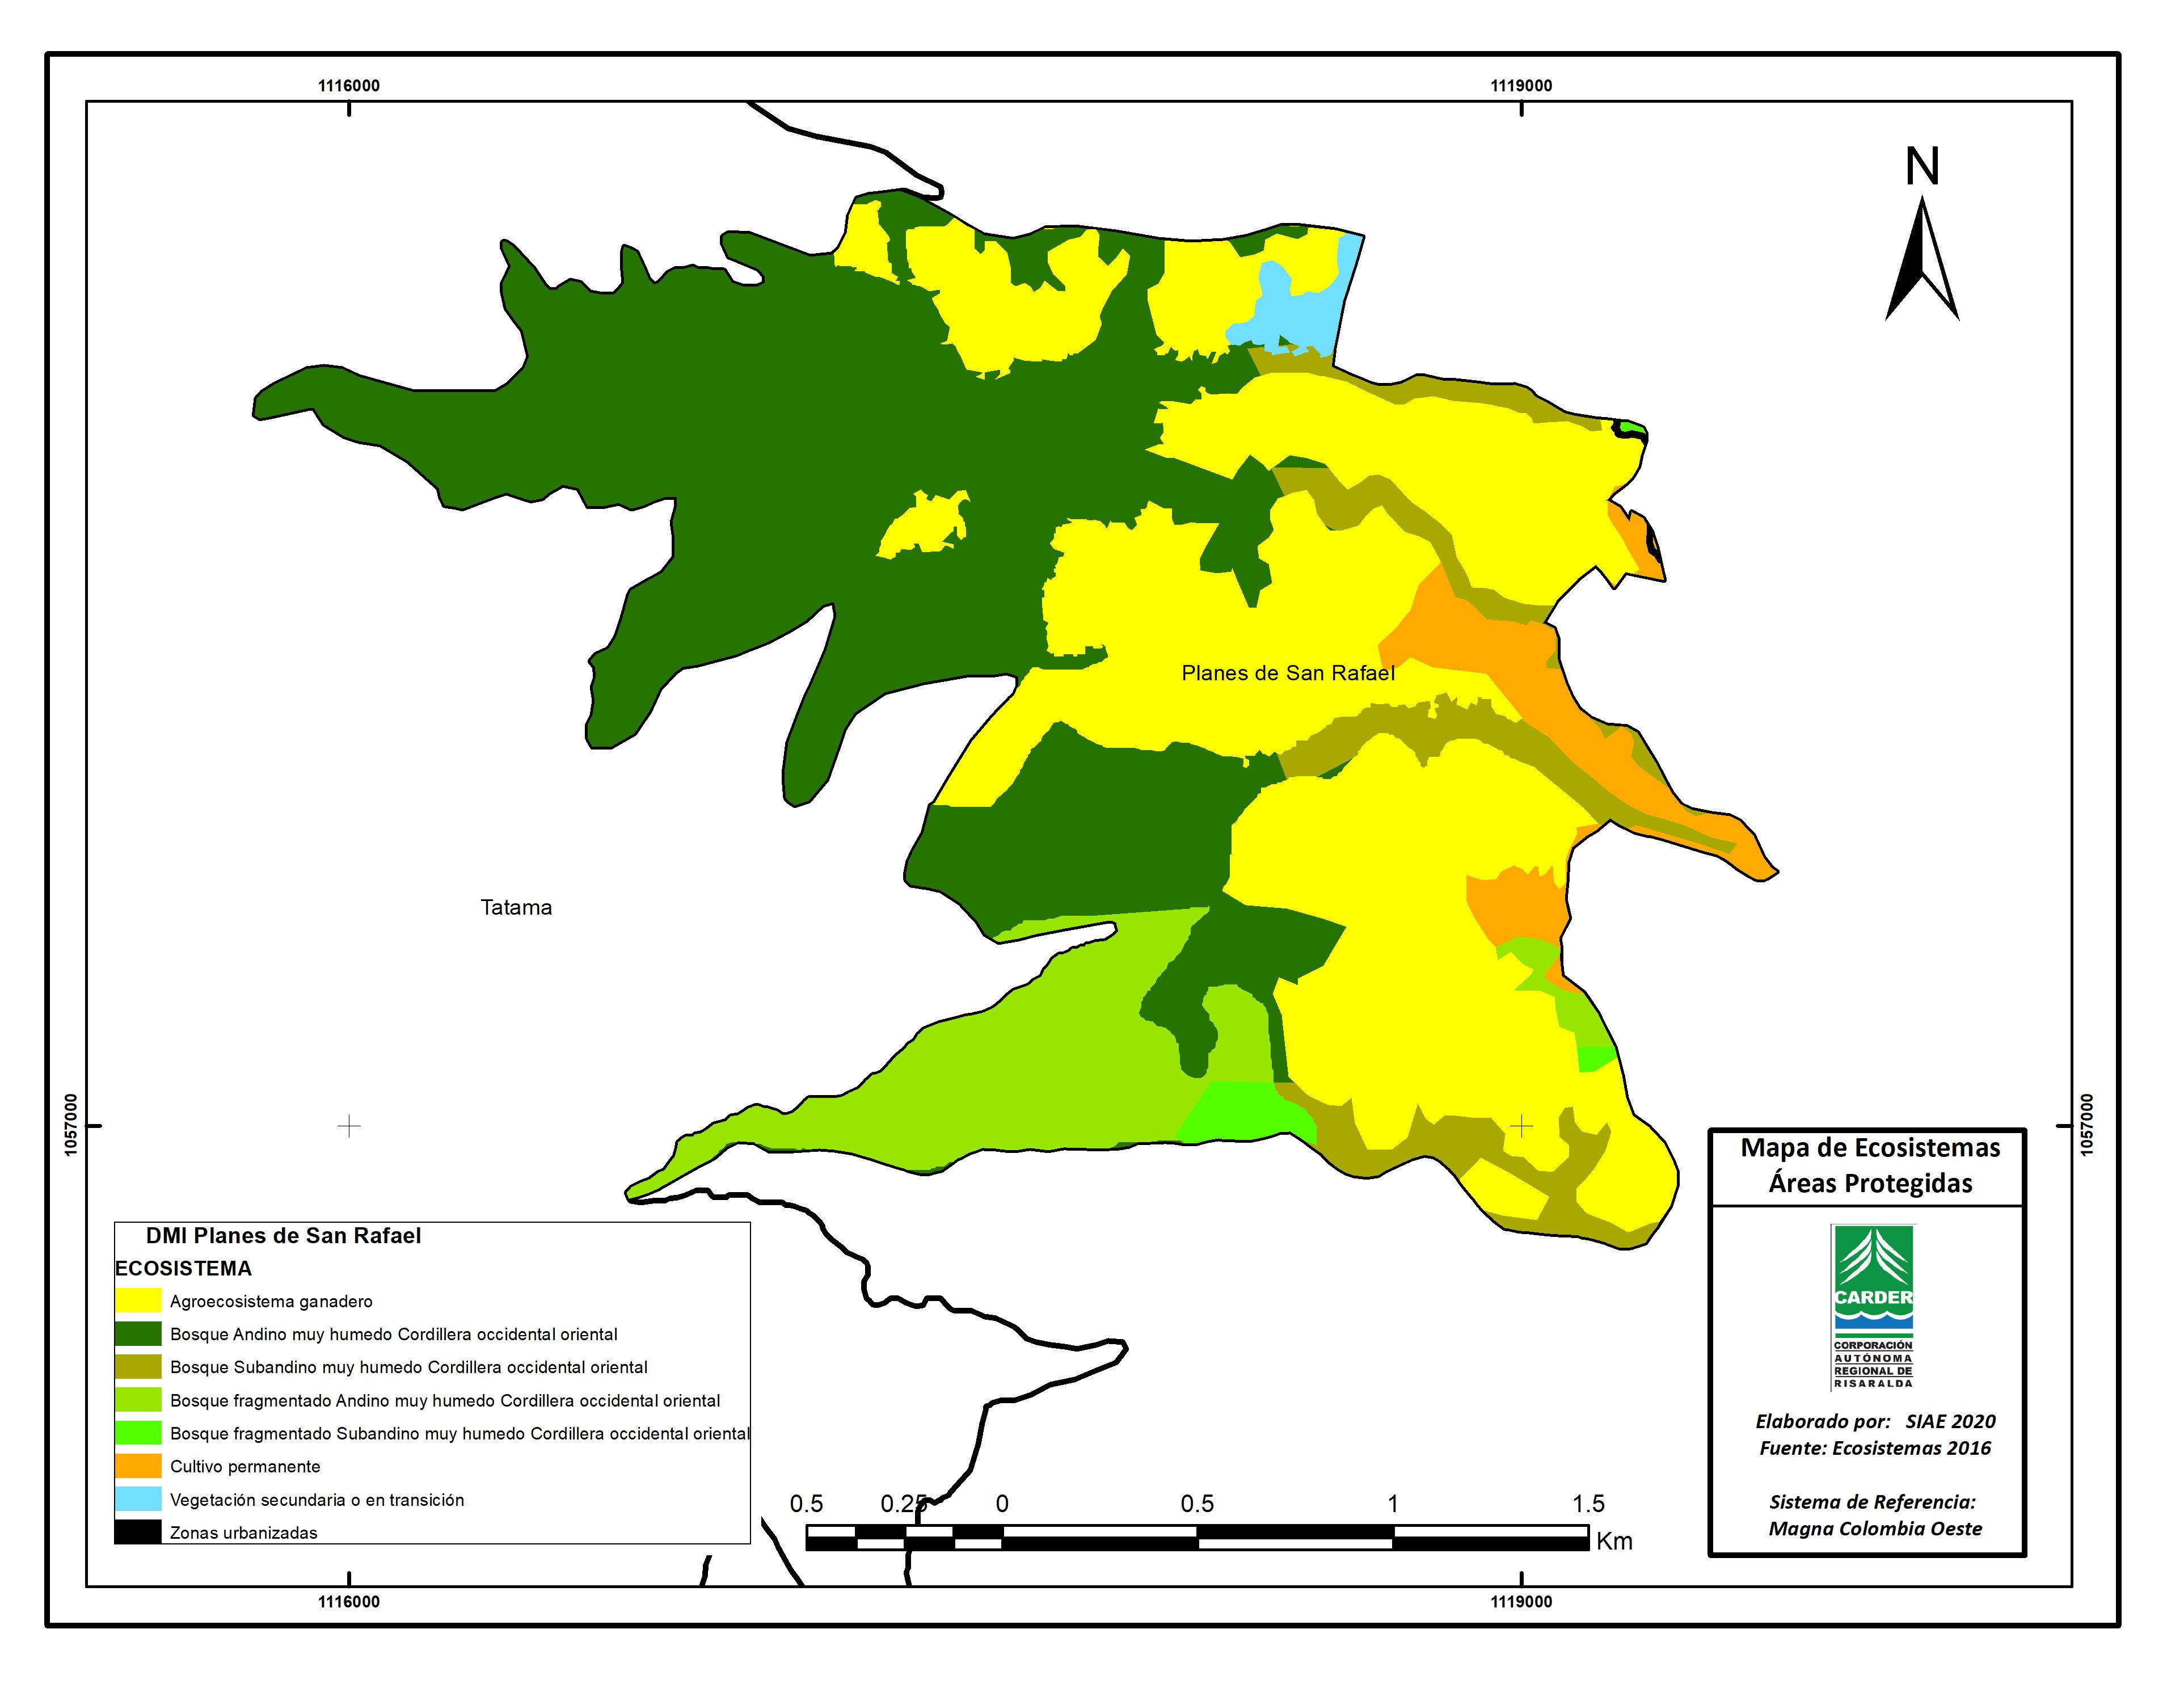 1116000
1119000
N
Planes de San Rafael
Tatama
1057000
1057000
DMI Planes de San Rafael
ECOSISTEMA
Agroecosistema ganadero
Bosque Andino muy humedo Cordillera occidental oriental
Bosque Subandino muy humedo Cordillera occidental oriental
Bosque fragmentado Andino muy humedo Cordillera occidental oriental
Bosque fragmentado Subandino muy humedo Cordillera occidental oriental
Cultivo permanente
Vegetación secundaria o en transición
Zonas urbanizadas
0.5 0.25 0 0.5 1 1.5
Km
Mapa de Ecosistemas
Áreas Protegidas
CARDER
CORPORACIÓN
AUTÓNOMA
REGIONAL DE
RISARALDA
Elaborado por: SIAE 2020
Fuente: Ecosistemas 2016
Sistema de Referencia:
Magna Colombia Oeste
1116000
1119000